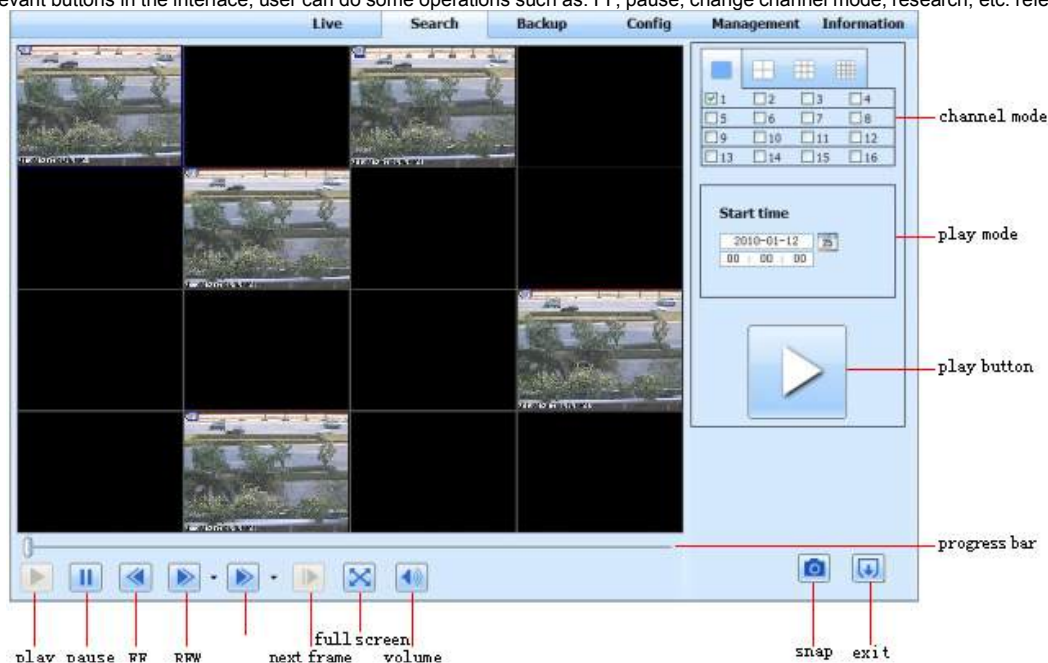 evant buttons in the interface, user can do some operations such as: FF, pause, change channel mode, research, etc. refe
Live Search Backup Config Management Information
1 2 3 4
5 6 7 8
9 10 11 12
13 14 15 16
channel mode
Start time
2010-01-12
00 : 00 : 00
play mode
play button
progress bar
full screen
play pause FF REW next frame volume
snap exit